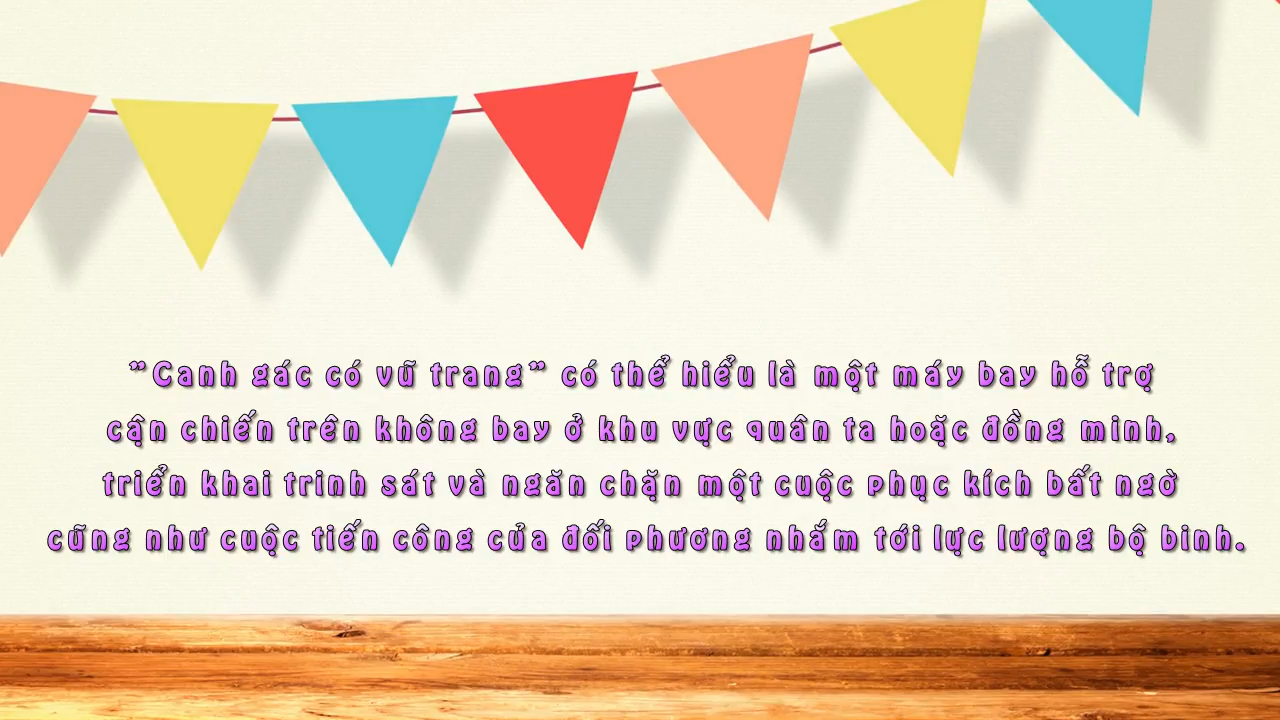 ”Canh gác có vũ trang” có thể hiểu là một máy bay hỗ trợ
cận chiến trên không bay ở khu vực quân ta hoặc đồng minh,
triển khai trinh sát và ngăn chặn một cuộc phục kích bất ngờ
cũng như cuộc tiến công của đối phương nhắm tới lực lượng bộ binh.